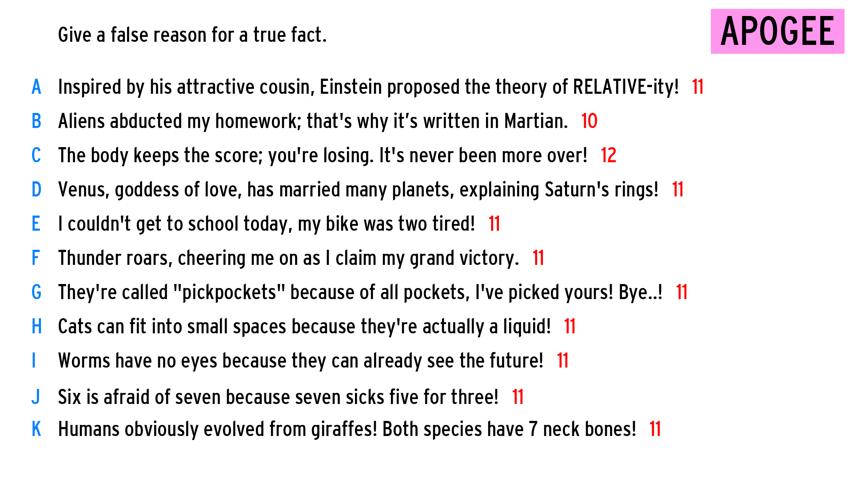 Give a false reason for a true fact.
APOGEE
A Inspired by his attractive cousin, Einstein proposed the theory of RELATIVE-ity! 11
B Aliens abducted my homework; that's why it’s written in Martian. 10
C The body keeps the score; you're losing. It's never been more over! 12
D Venus, goddess of love, has married many planets, explaining Saturn's rings! 11
E I couldn't get to school today, my bike was two tired! 11
F Thunder roars, cheering me on as I claim my grand victory. 11
G They're called "pickpockets" because of all pockets, I've picked yours! Bye..! 11
H Cats can fit into small spaces because they're actually a liquid! 11
I Worms have no eyes because they can already see the future! 11
J Six is afraid of seven because seven sicks five for three! 11
K Humans obviously evolved from giraffes! Both species have 7 neck bones! 11